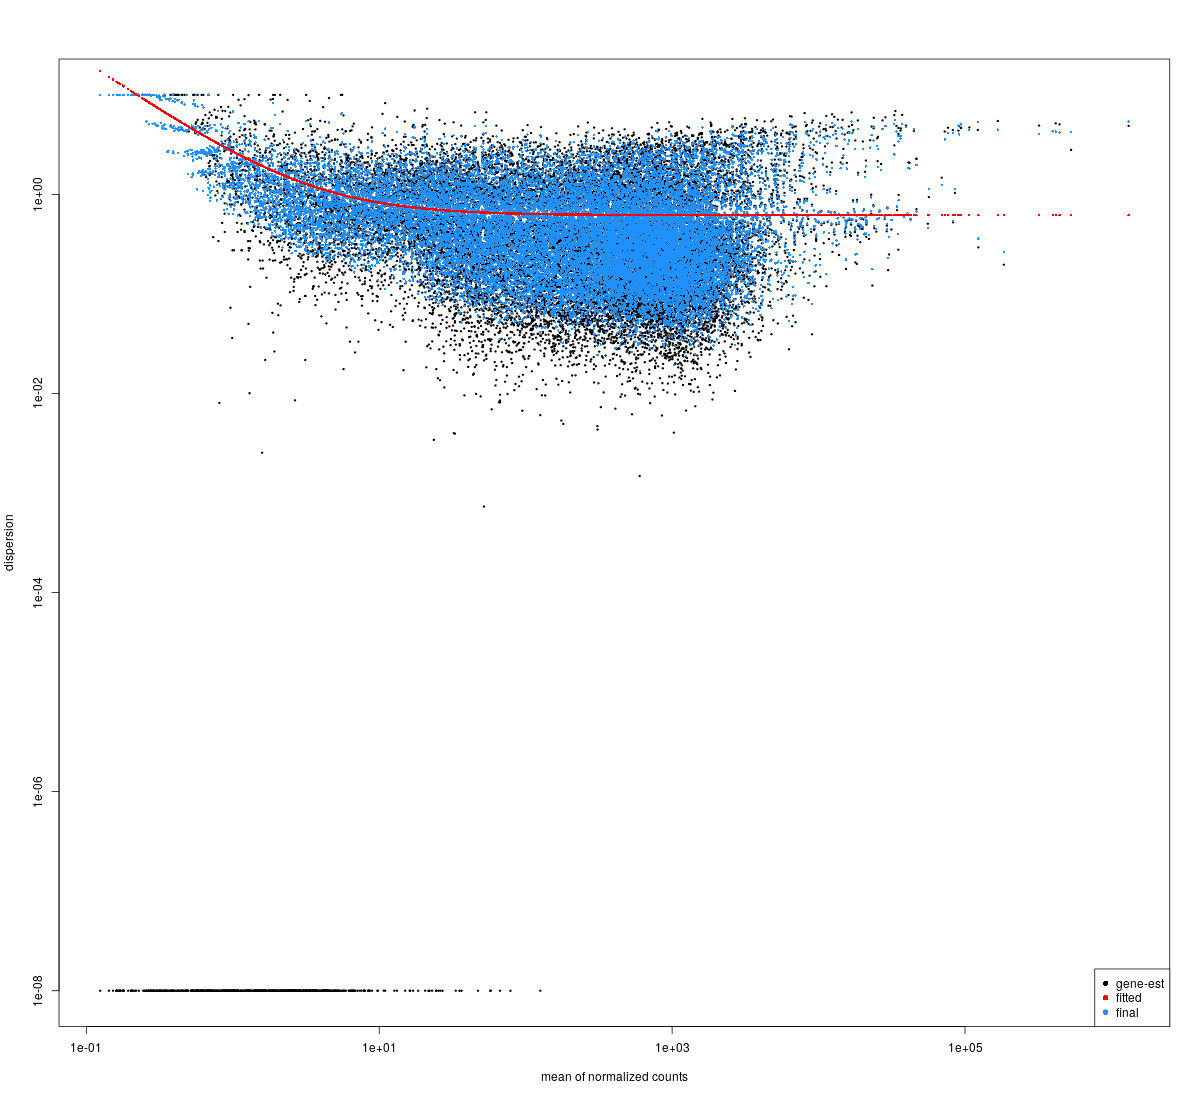 1e+00
1e-02
1e-04
1e-06
1e-08
dispersion
1e-01
1e+01
1e+03
1e+05
mean of normalized counts
gene-est
fitted
final